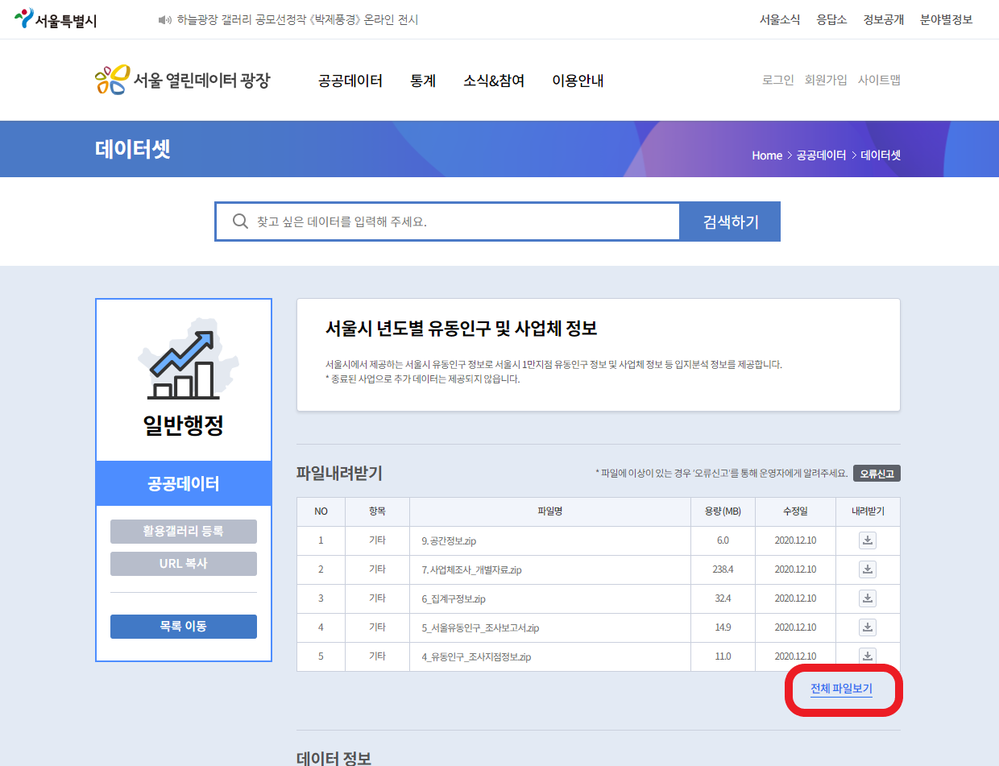 서울특별시
하늘광장 갤러리 공모선정작 《박제풍경》 온라인 전시
서울소식 응답소 정보공개 분야별정보
서울 열린데이터 광장
공공데이터 통계 소식&참여 이용안내
로그인 회원가입 사이트맵
데이터셋
Home > 공공데이터 > 데이터셋
찾고 싶은 데이터를 입력해 주세요.
검색하기
일반행정
공공데이터
활용갤러리 등록
URL 복사
목록 이동
서울시 년도별 유동인구 및 사업체 정보
서울시에서 제공하는 서울시 유동인구 정보로 서울시 1만지점 유동인구 정보 및 사업체 정보 등 입지분석 정보를 제공합니다.
* 종료된 사업으로 추가 데이터는 제공되지 않습니다.
파일내려받기
* 파일에 이상이 있는 경우 '오류신고'를 통해 운영자에게 알려주세요. 오류신고
NO 항목 파일명 용량(MB) 수정일 내려받기
1 기타 9. 공간정보.zip 6.0 2020.12.10
2 기타 7. 사업체조사_개별자료.zip 238.4 2020.12.10
3 기타 6_집계구정보.zip 32.4 2020.12.10
4 기타 5_서울유동인구_조사보고서.zip 14.9 2020.12.10
5 기타 4_유동인구_조사지점정보.zip 11.0 2020.12.10
전체 파일보기
데이터 정보